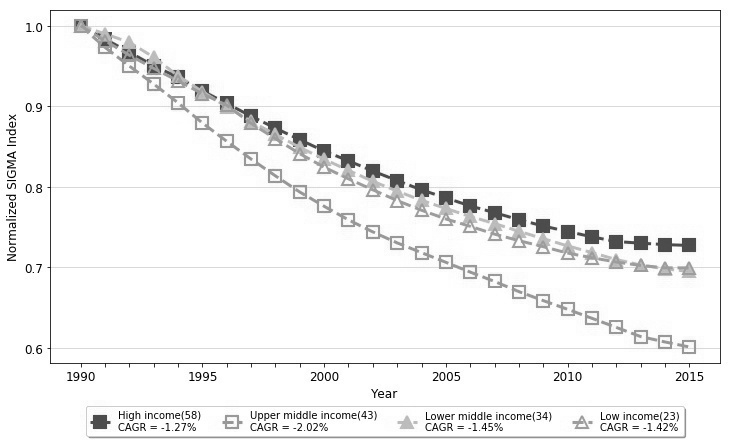 1.0
0.9
0.8
0.7
0.6
Normalized SIGMA Index
1990 1995 2000 2005 2010 2015
Year
High income(58) Upper middle income(43) Lower middle income(34) Low income(23)
CAGR = -1.27% CAGR = -2.02% CAGR = -1.45% CAGR = -1.42%